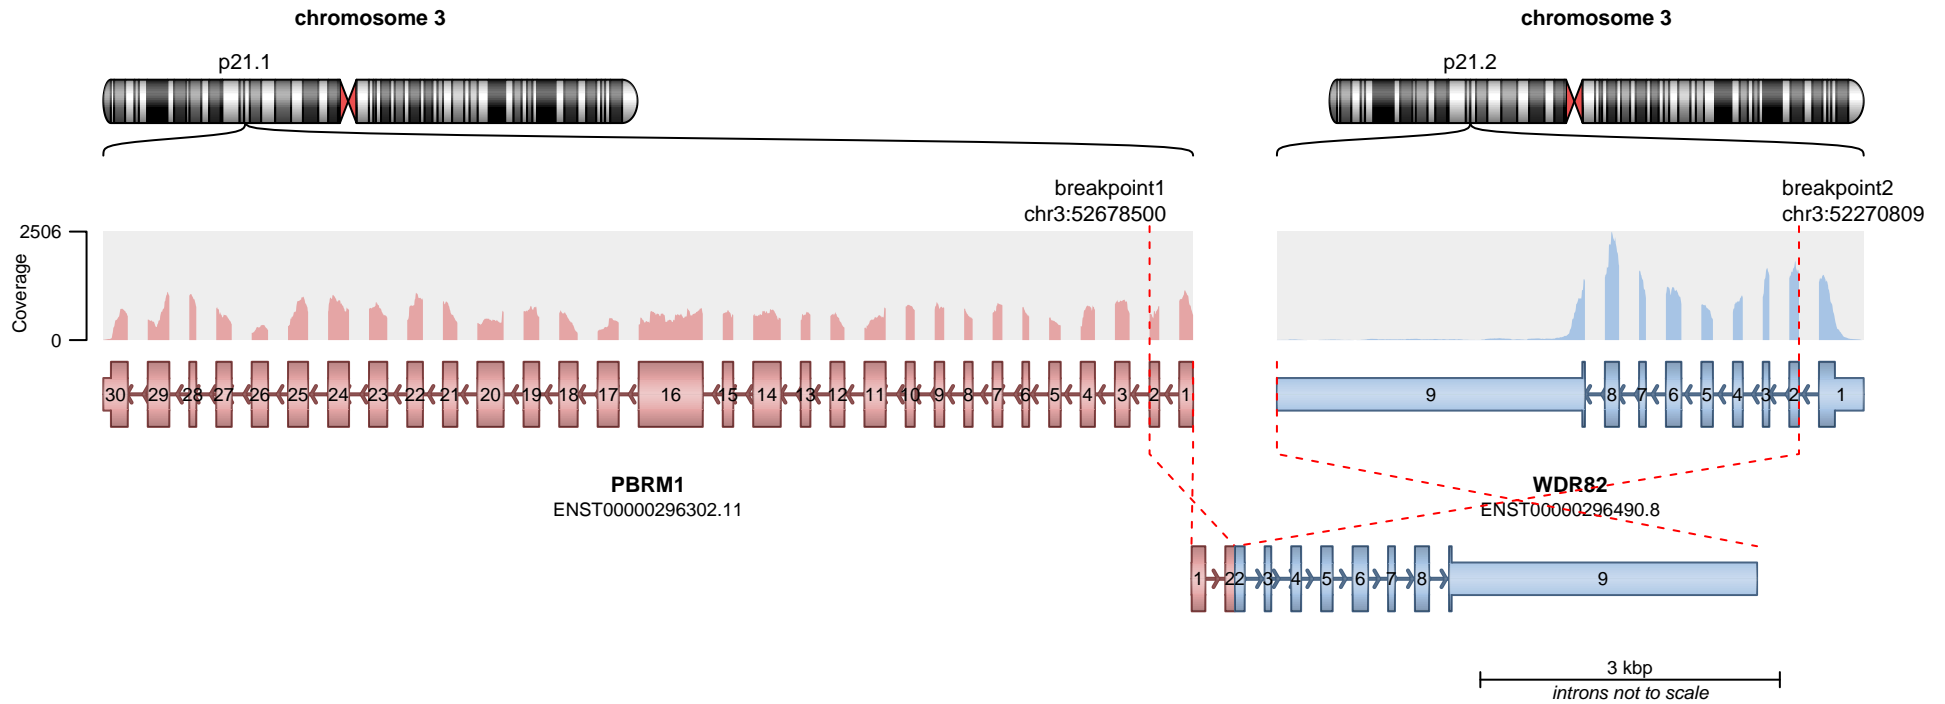 chromosome 3
chromosome 3
p21.1
p21.2
breakpoint1
chr3:52678500
breakpoint2
chr3:52270809
Coverage
2506
0
30 29 28 27 26 25 24 23 22 21 20 19 18 17 16 15 14 13 12 11 10 9 8 7 6 5 4 3 2 1
9 8 7 6 5 4 3 2 1
PBRM1
ENST00000296302.11
WDR82
ENST00000296490.8
1 2 2 3 4 5 6 7 8 9
3 kbp
introns not to scale